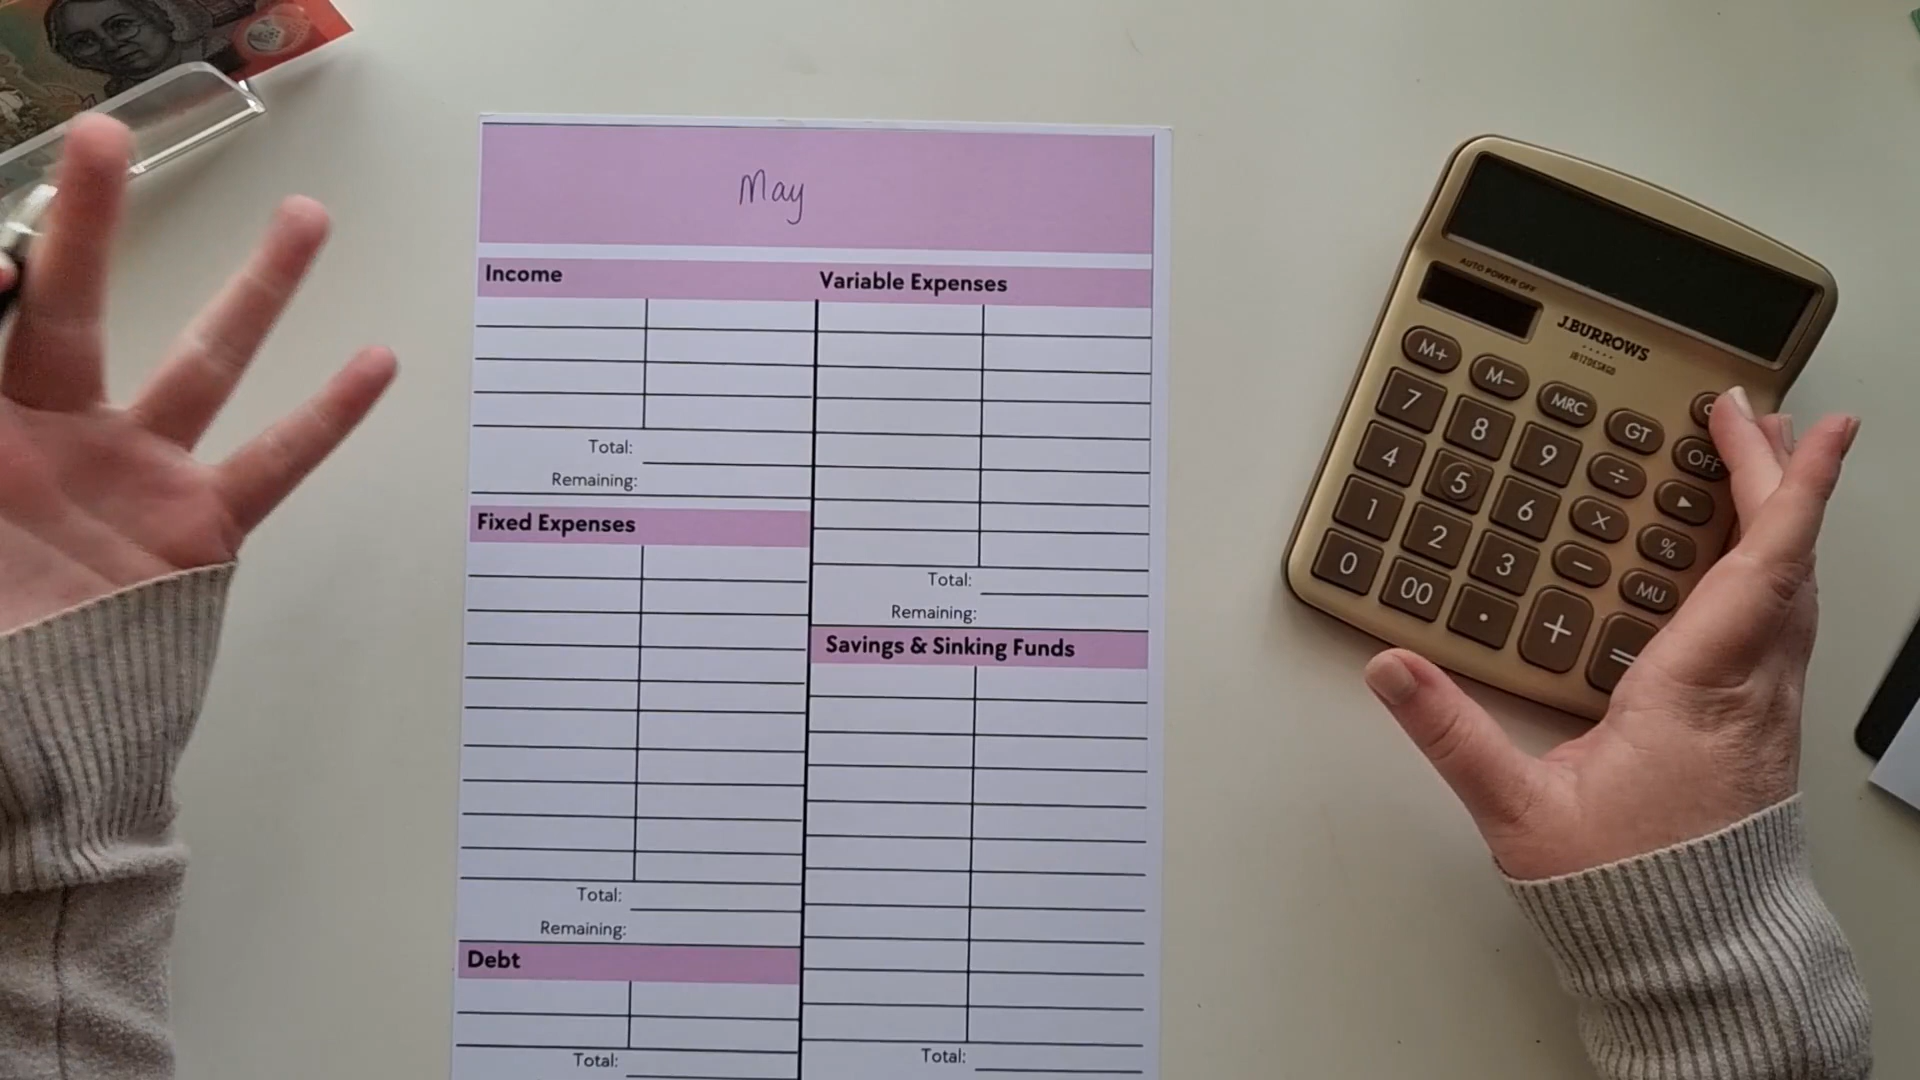 May
Income
Total:
Remaining:
Fixed Expenses
Total:
Remaining:
Debt
Total:
Variable Expenses
Total:
Remaining:
Savings & Sinking Funds
Total:
AUTO POWER OFF
J.BURROWS
M+ M- MRC GT
7 8 9 ÷ OFF
4 5 6 × ▶
1 2 3 − %
0 00 . + = MU